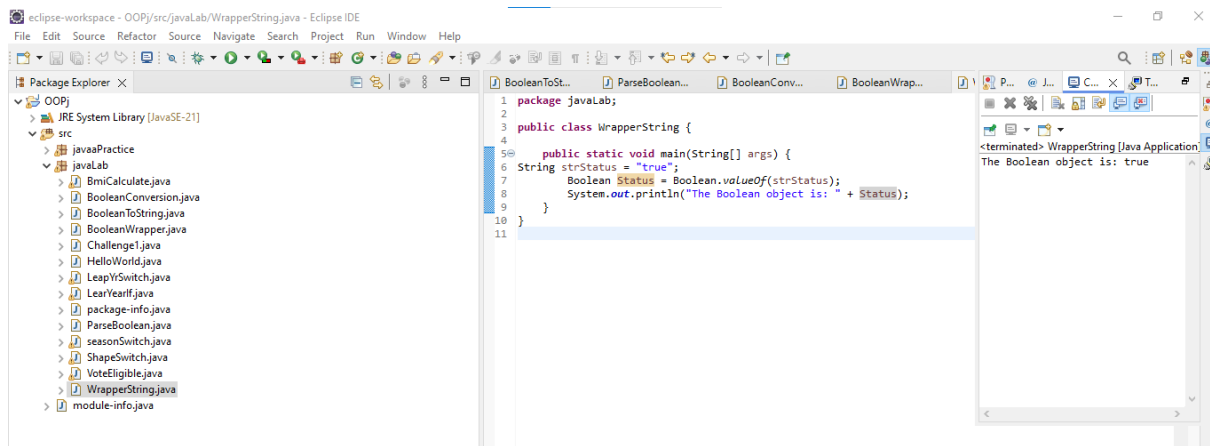 eclipse-workspace - OOPj/src/javaLab/WrapperString.java - Eclipse IDE
File Edit Source Refactor Source Navigate Search Project Run Window Help
Package Explorer
OOPj
JRE System Library [JavaSE-21]
src
javaaPractice
javaLab
BmiCalculate.java
BooleanConversion.java
BooleanToString.java
BooleanWrapper.java
Challenge1.java
HelloWorld.java
LeapYrSwitch.java
LearYearIf.java
package-info.java
ParseBoolean.java
seasonSwitch.java
ShapeSwitch.java
VoteEligible.java
WrapperString.java
module-info.java
BooleanToSt... ParseBoolean... BooleanConv... BooleanWrap...
1 package javaLab;
2
3 public class WrapperString {
4
5 public static void main(String[] args) {
6 String strStatus = "true";
7 Boolean Status = Boolean.valueOf(strStatus);
8 System.out.println("The Boolean object is: " + Status);
9 }
10 }
11
P... J... C... T...
<terminated> WrapperString [Java Application]
The Boolean object is: true